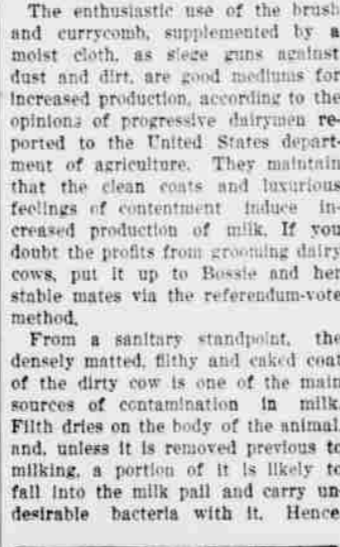 The enthusiastic use of the brush
and currycomb, supplemented by a
moist cloth, as siege guns against
dust and dirt, are good mediums for
increased production, according to the
opinions of progressive dairymen re-
ported to the United States depart-
ment of agriculture. They maintain
that the clean coats and luxurious
feelings of contentment induce in-
creased production of milk. If you
doubt the profits from grooming dairy
cows, put it up to Bossie and her
stable mates via the referendum-vote
method.
From a sanitary standpoint, the
densely matted, filthy and caked coat
of the dirty cow is one of the main
sources of contamination in milk.
Filth dries on the body of the animal
and, unless it is removed previous to
milking, a portion of it is likely to
fall into the milk pail and carry un-
desirable bacteria with it. Hence